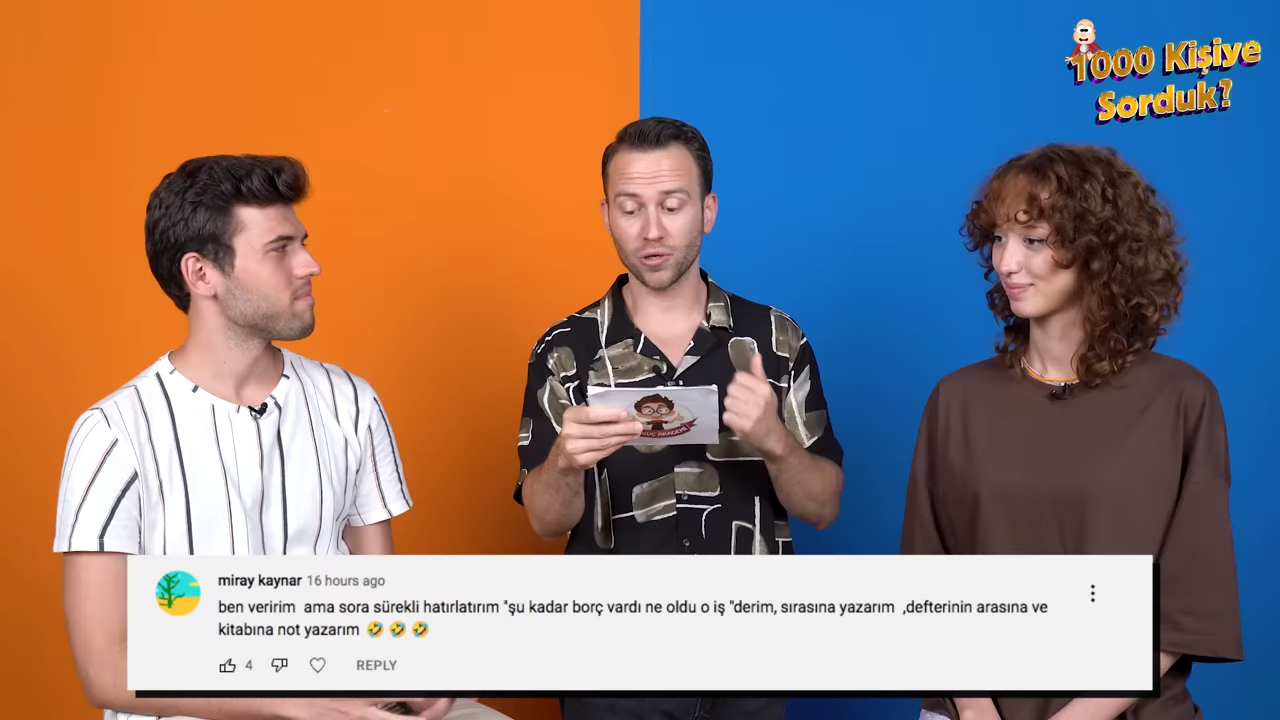 1000 Kişiye
Sorduk?
miray kaynar 16 hours ago
ben veririm ama sora sürekli hatırlatırım "şu kadar borç vardı ne oldu o iş "derim, sırasına yazarım ,defterinin arasına ve
kitabına not yazarım 🤣 🤣 🤣
4 REPLY